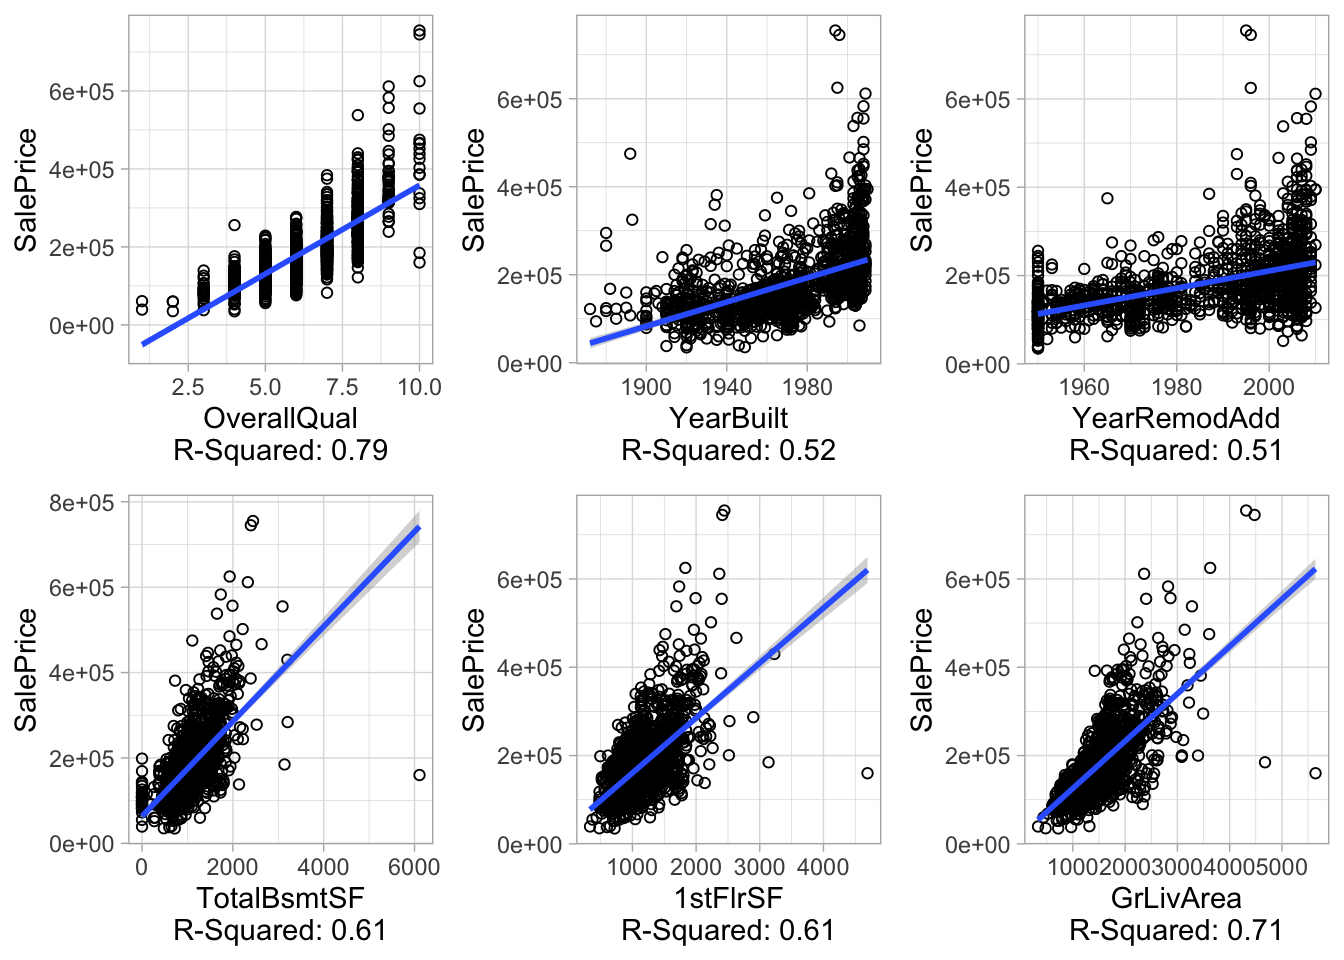 SalePrice
6e+05
4e+05
2e+05
0e+00
2.5 5.0 7.5 10.0
OverallQual
R-Squared: 0.79
SalePrice
6e+05
4e+05
2e+05
0e+00
1900 1940 1980
YearBuilt
R-Squared: 0.52
SalePrice
6e+05
4e+05
2e+05
0e+00
1960 1980 2000
YearRemodAdd
R-Squared: 0.51
SalePrice
8e+05
6e+05
4e+05
2e+05
0e+00
0 2000 4000 6000
TotalBsmtSF
R-Squared: 0.61
SalePrice
6e+05
4e+05
2e+05
0e+00
1000 2000 3000 4000
1stFlrSF
R-Squared: 0.61
SalePrice
6e+05
4e+05
2e+05
0e+00
1000 2000 3000 4000 5000
GrLivArea
R-Squared: 0.71